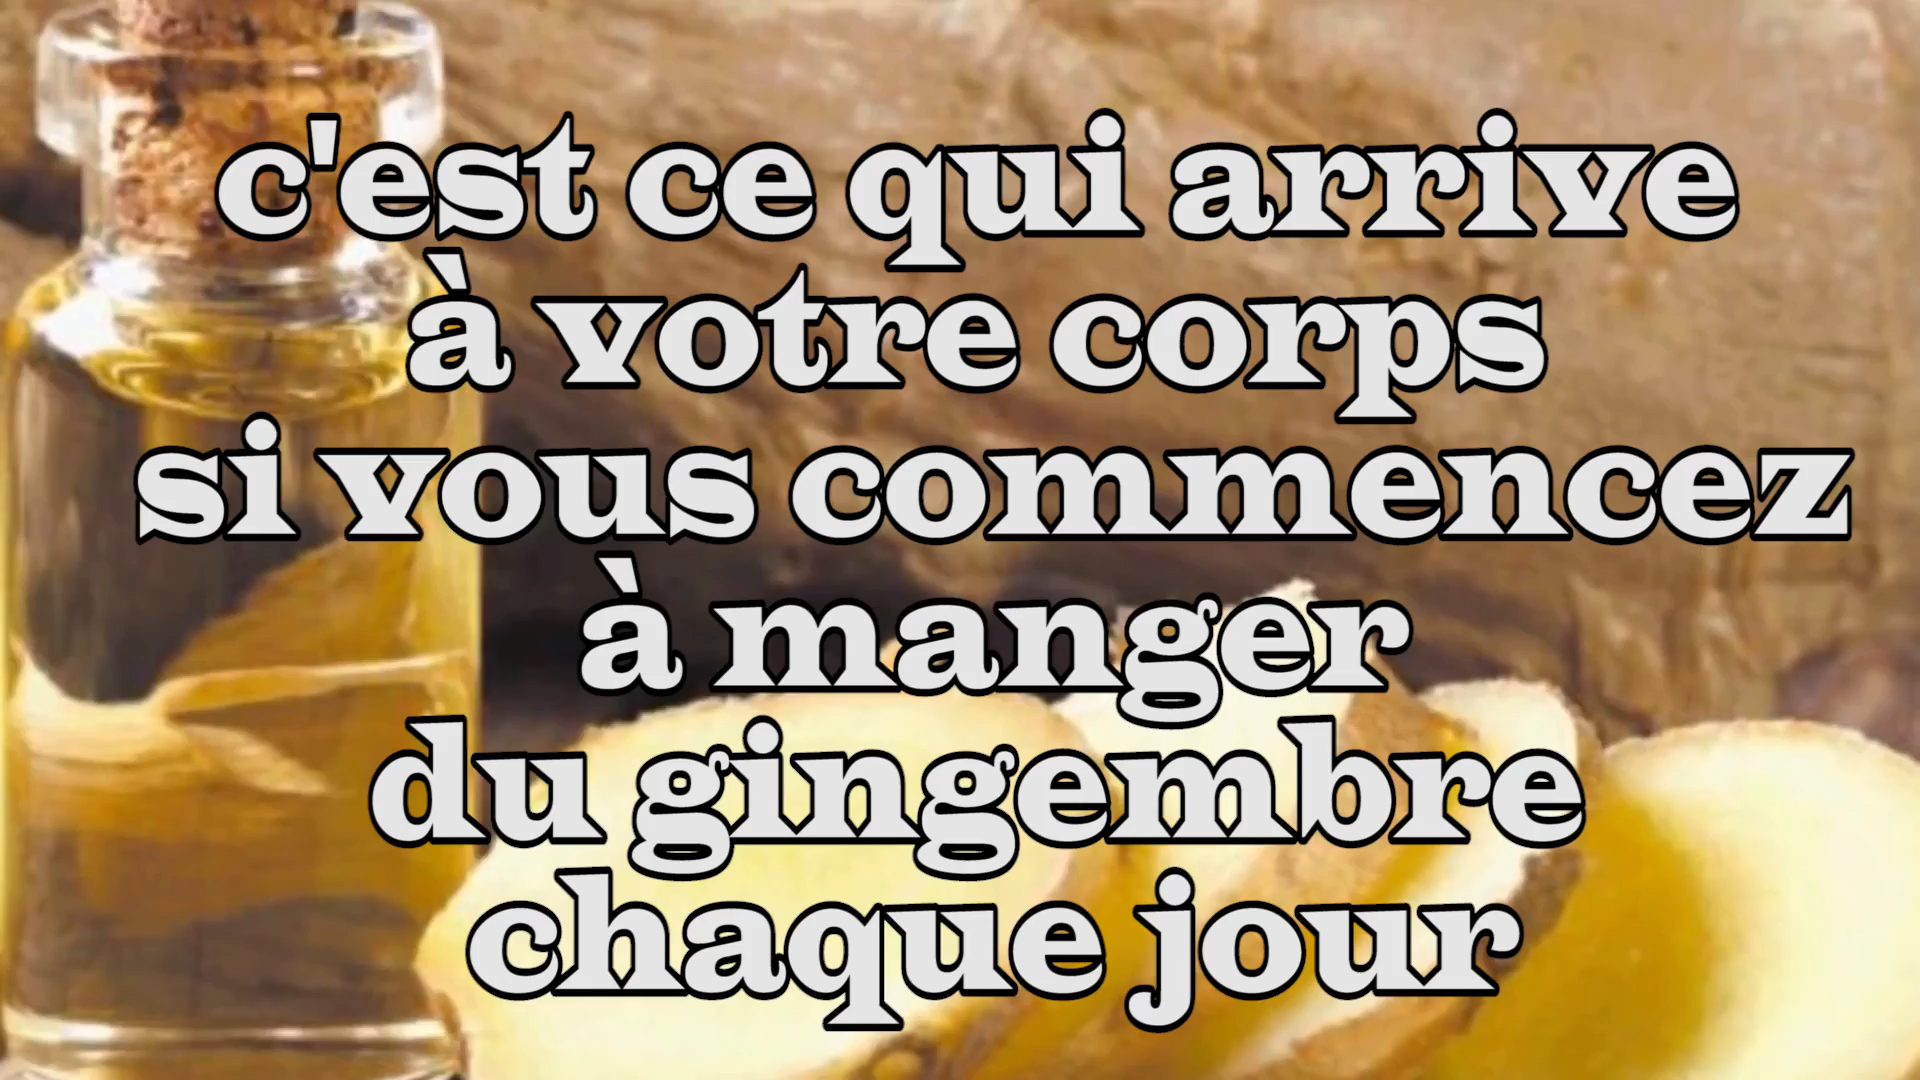 c'est ce qui arrive
à votre corps
si vous commencez
à manger
du gingembre
chaque jour